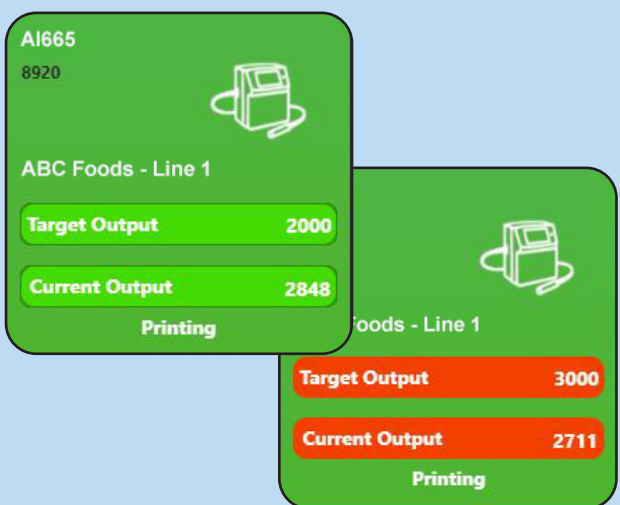 AI665
8920
ABC Foods - Line 1
Target Output 2000
Current Output 2848
Printing
oods - Line 1
Target Output 3000
Current Output 2711
Printing